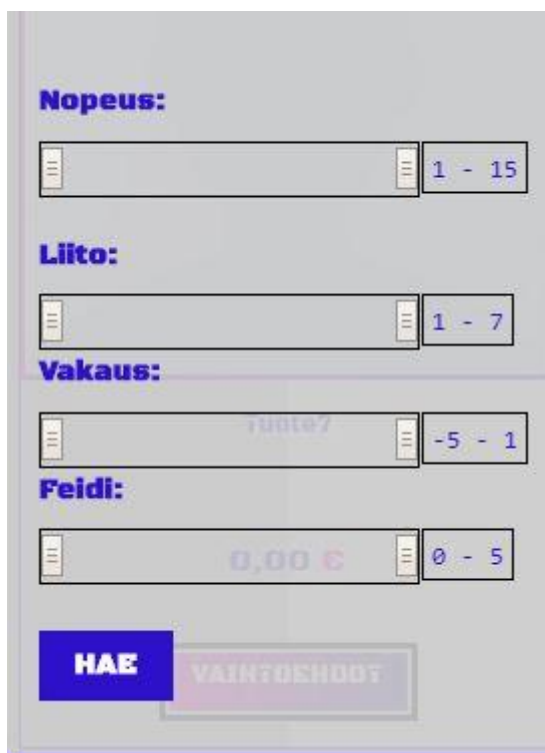 Nopeus:
1 - 15
Liito:
1 - 7
Vakaus:
-5 - 1
Tuote7
Feidi:
0 - 5
0,00 €
HAE
VAIHTOEHDOT